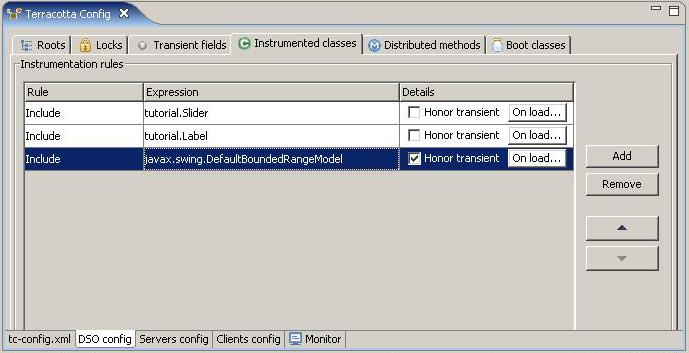 Terracotta Config
Roots Locks Transient fields Instrumented classes Distributed methods Boot classes
Instrumentation rules
Rule Expression Details
Include tutorial.Slider Honor transient On load...
Include tutorial.Label Honor transient On load...
Include javax.swing.DefaultBoundedRangeModel Honor transient On load...
Add
Remove
tc-config.xml DSO config Servers config Clients config Monitor